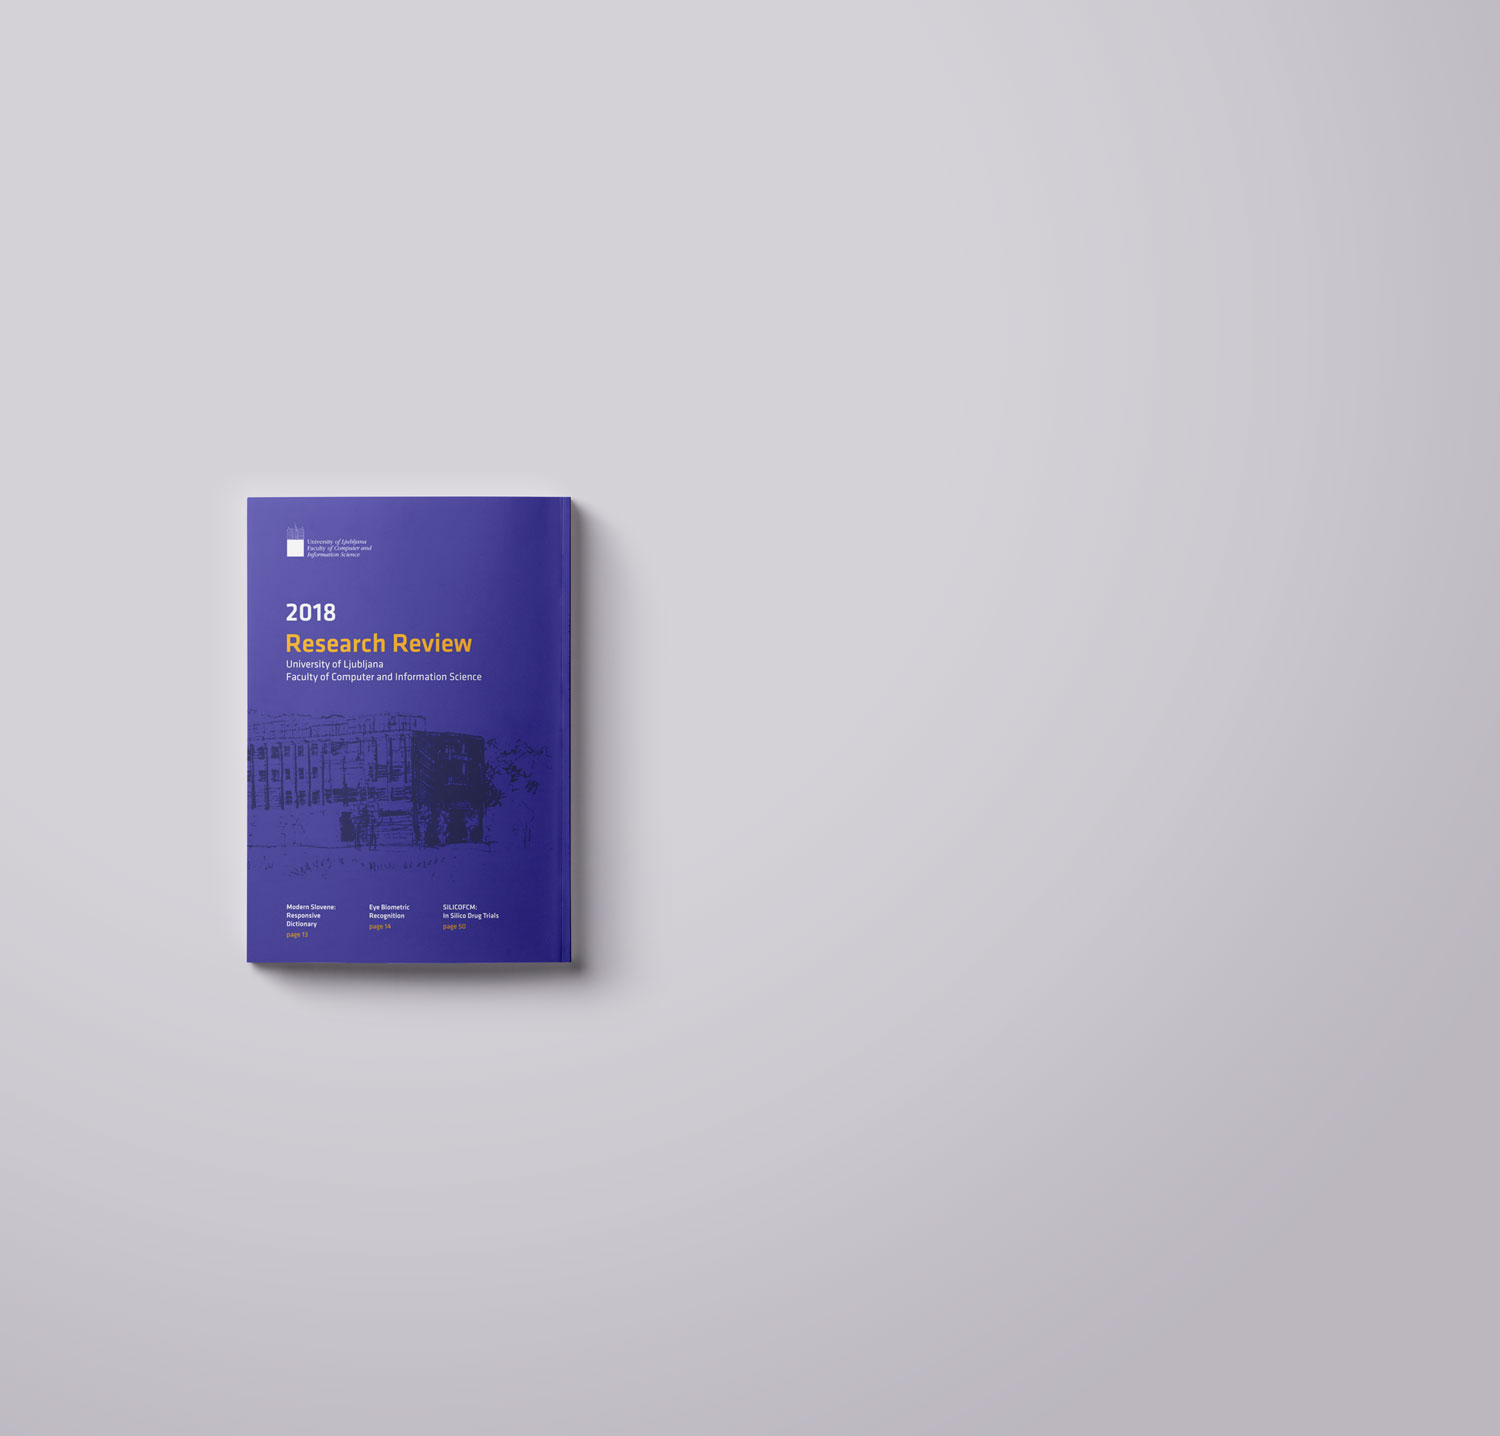 University of Ljubljana
Faculty of Computer and
Information Science
2018
Research Review
University of Ljubljana
Faculty of Computer and Information Science
Modern Slovene:
Responsive
Dictionary
page 13
Eye Biometric
Recognition
page 14
SILICOFCM:
In Silico Drug Trials
page 50